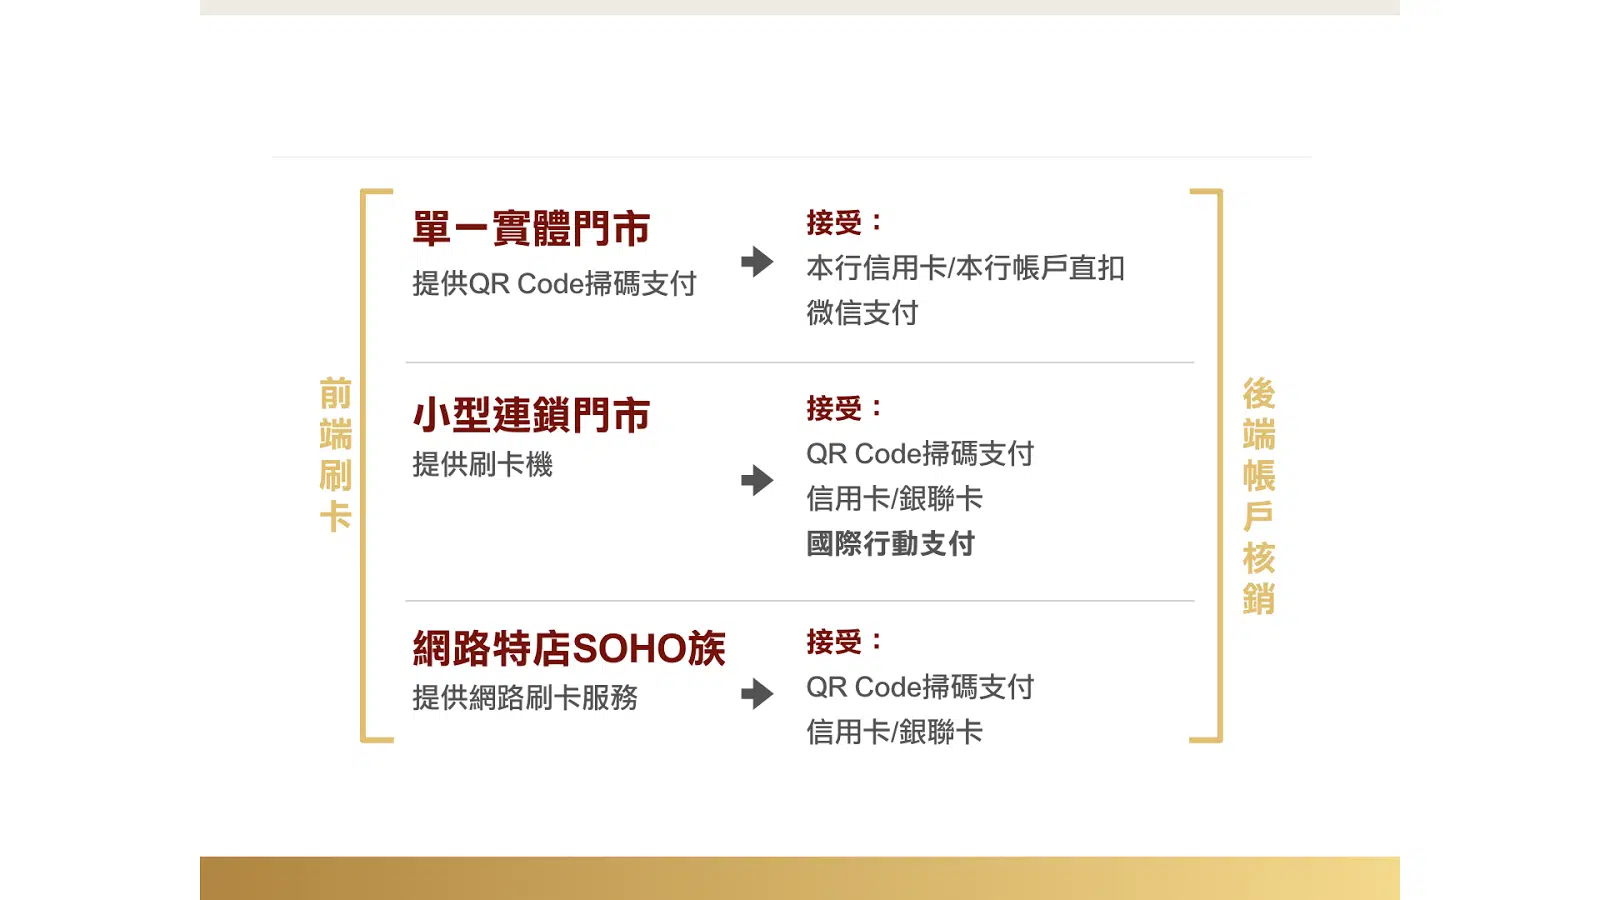 前端刷卡
單一實體門市
提供QR Code掃碼支付
接受：
本行信用卡/本行帳戶直扣
微信支付
小型連鎖門市
提供刷卡機
接受：
QR Code掃碼支付
信用卡/銀聯卡
國際行動支付
網路特店SOHO族
提供網路刷卡服務
接受：
QR Code掃碼支付
信用卡/銀聯卡
後端帳戶核銷